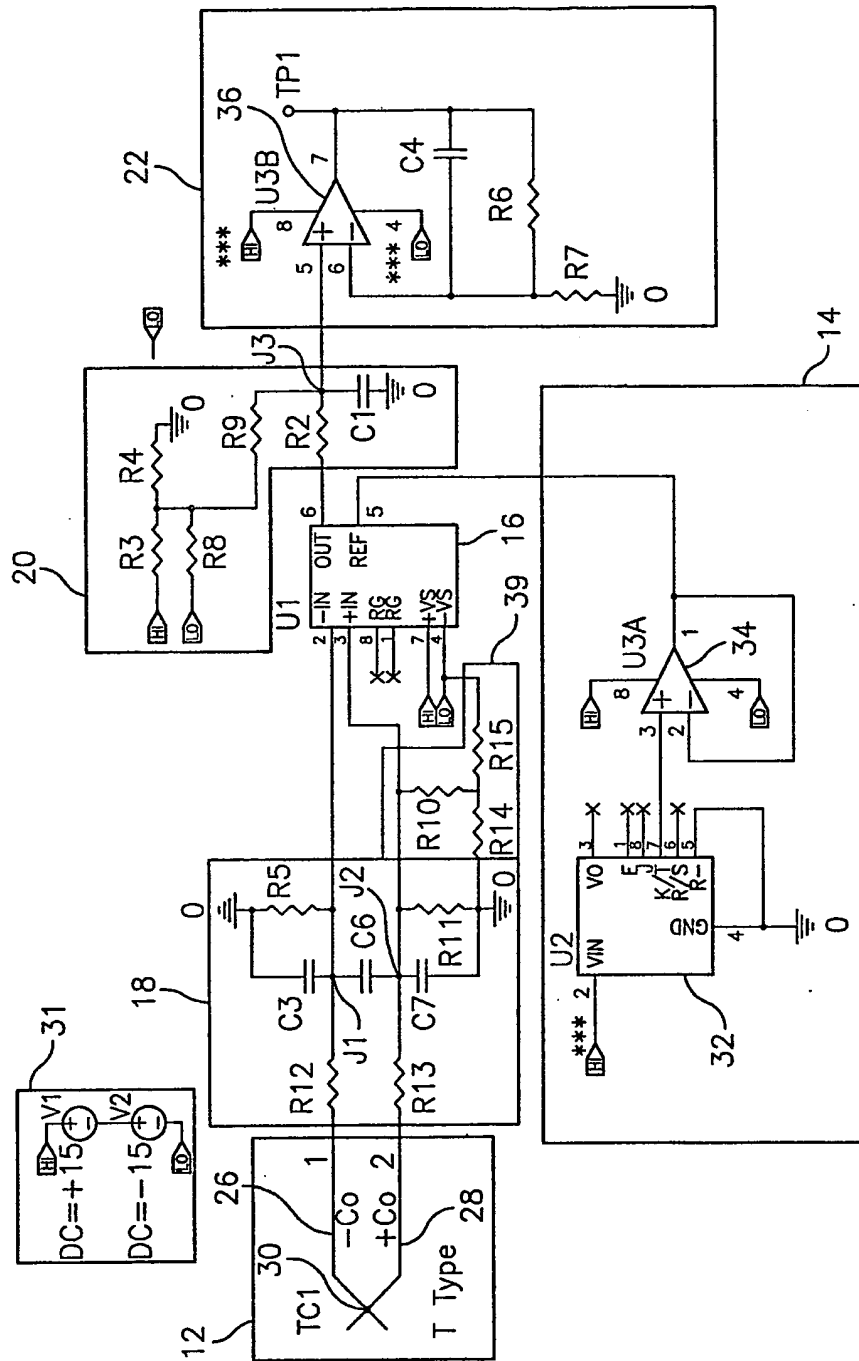 31
HI
V1
DC=+15
+
−
V2
DC=−15
+
−
LO
12
TC1
30
26
−Co
1
+Co
2
28
T Type
18
0
R5
C3
R12
J1
C6
J2
R13
C7
R11
0
39
R10
R14
R15
20
HI
R3
R4
0
LO
R8
R9
R2
J3
C1
0
LO
U1
2
−IN
3
+IN
8
RG
1
RG
7
+VS
4
−VS
OUT
6
REF
5
HI
LO
16
22
***
HI
8
U3B
36
TP1
5
+
6
−
7
***
4
LO
C4
R6
R7
0
14
***
HI
2
U2
VIN
VO
3
E
1
J
8
K/T
7
R/S
6
R−
5
GND
4
0
32
HI
8
U3A
3
+
2
−
1
34
4
LO